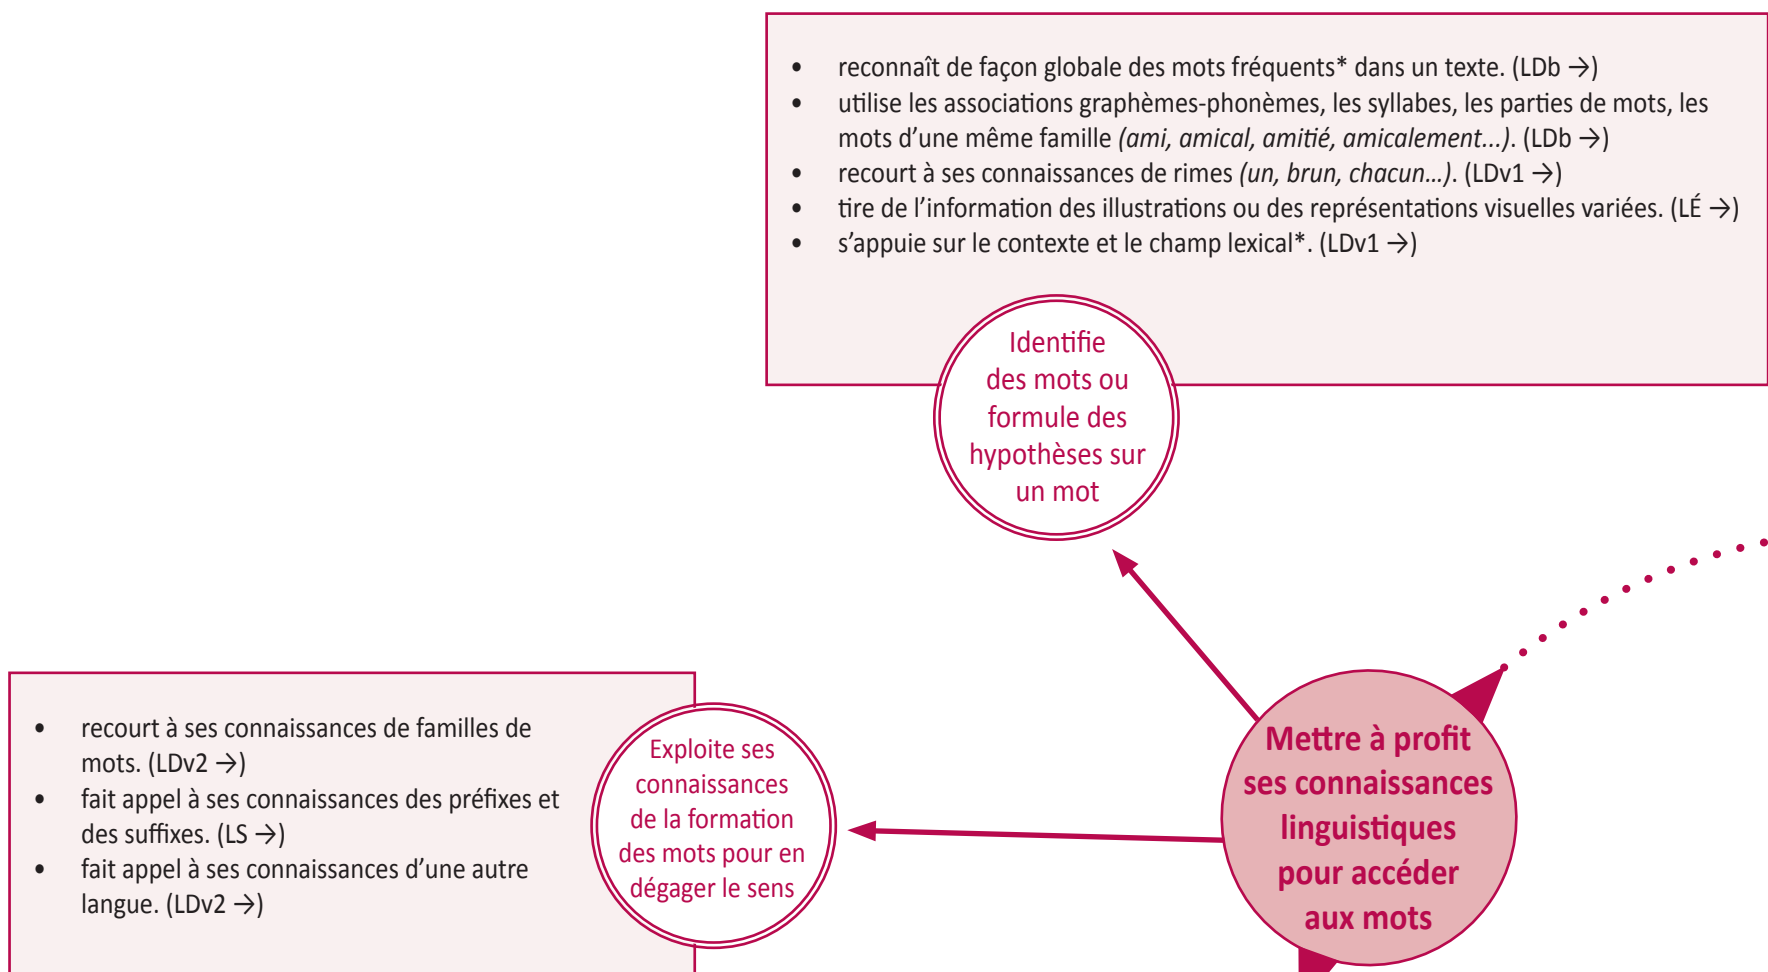 • reconnaît de façon globale des mots fréquents* dans un texte. (LDb →)
• utilise les associations graphèmes-phonèmes, les syllabes, les parties de mots, les
mots d’une même famille (ami, amical, amitié, amicalement...). (LDb →)
• recourt à ses connaissances de rimes (un, brun, chacun...). (LDv1 →)
• tire de l’information des illustrations ou des représentations visuelles variées. (LÉ →)
• s’appuie sur le contexte et le champ lexical*. (LDv1 →)
Identifie
des mots ou
formule des
hypothèses sur
un mot
• recourt à ses connaissances de familles de
mots. (LDv2 →)
• fait appel à ses connaissances des préfixes et
des suffixes. (LS →)
• fait appel à ses connaissances d’une autre
langue. (LDv2 →)
Exploite ses
connaissances
de la formation
des mots pour en
dégager le sens
Mettre à profit
ses connaissances
linguistiques
pour accéder
aux mots